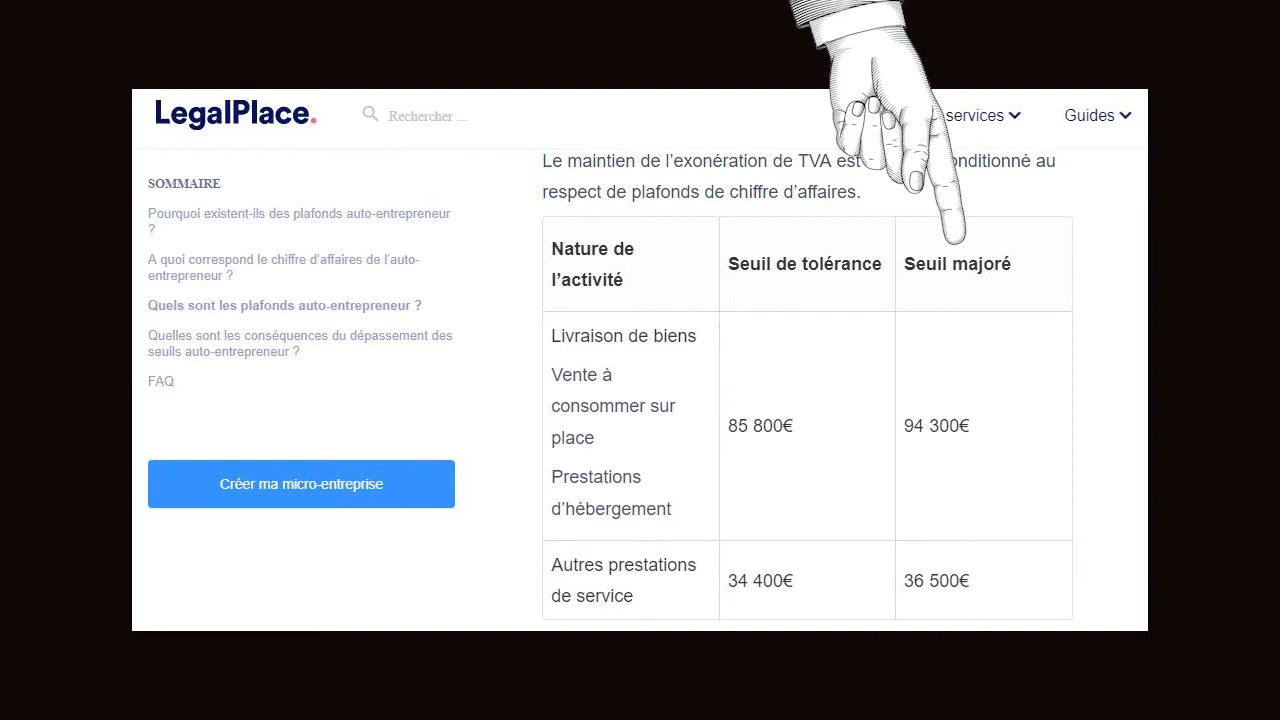 LegalPlace.
Rechercher ...
services
Guides
SOMMAIRE
Pourquoi existent-ils des plafonds auto-entrepreneur
?
A quoi correspond le chiffre d’affaires de l’auto-
entrepreneur ?
Quels sont les plafonds auto-entrepreneur ?
Quelles sont les conséquences du dépassement des
seuils auto-entrepreneur ?
FAQ
Créer ma micro-entreprise
Le maintien de l’exonération de TVA est onditionné au
respect de plafonds de chiffre d’affaires.
Nature de
l’activité
Seuil de tolérance
Seuil majoré
Livraison de biens
Vente à
consommer sur
place
Prestations
d’hébergement
85 800€
94 300€
Autres prestations
de service
34 400€
36 500€